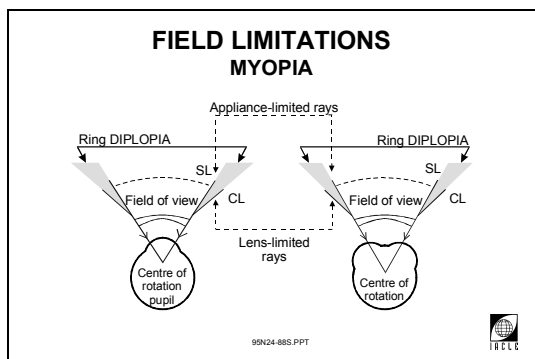 FIELD LIMITATIONS
MYOPIA
Appliance-limited rays
Ring DIPLOPIA
Ring DIPLOPIA
SL
SL
Field of view
CL
Field of view
CL
Lens-limited
rays
Centre of
rotation
pupil
Centre of
rotation
95N24-88S.PPT
IACLE